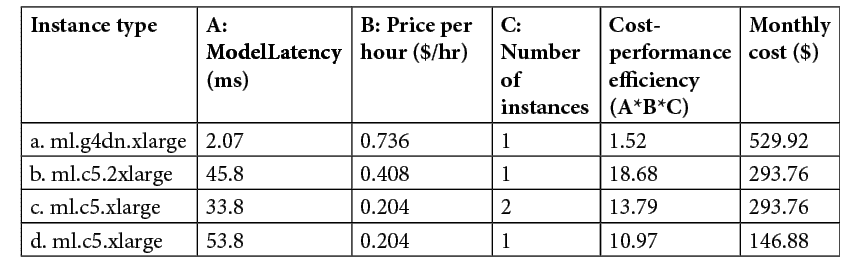 Instance type A: B: Price per C: Cost- Monthly
ModelLatency hour ($/hr) Number performance cost ($)
(ms) of efficiency
instances (A*B*C)
a. ml.g4dn.xlarge 2.07 0.736 1 1.52 529.92
b. ml.c5.2xlarge 45.8 0.408 1 18.68 293.76
c. ml.c5.xlarge 33.8 0.204 2 13.79 293.76
d. ml.c5.xlarge 53.8 0.204 1 10.97 146.88